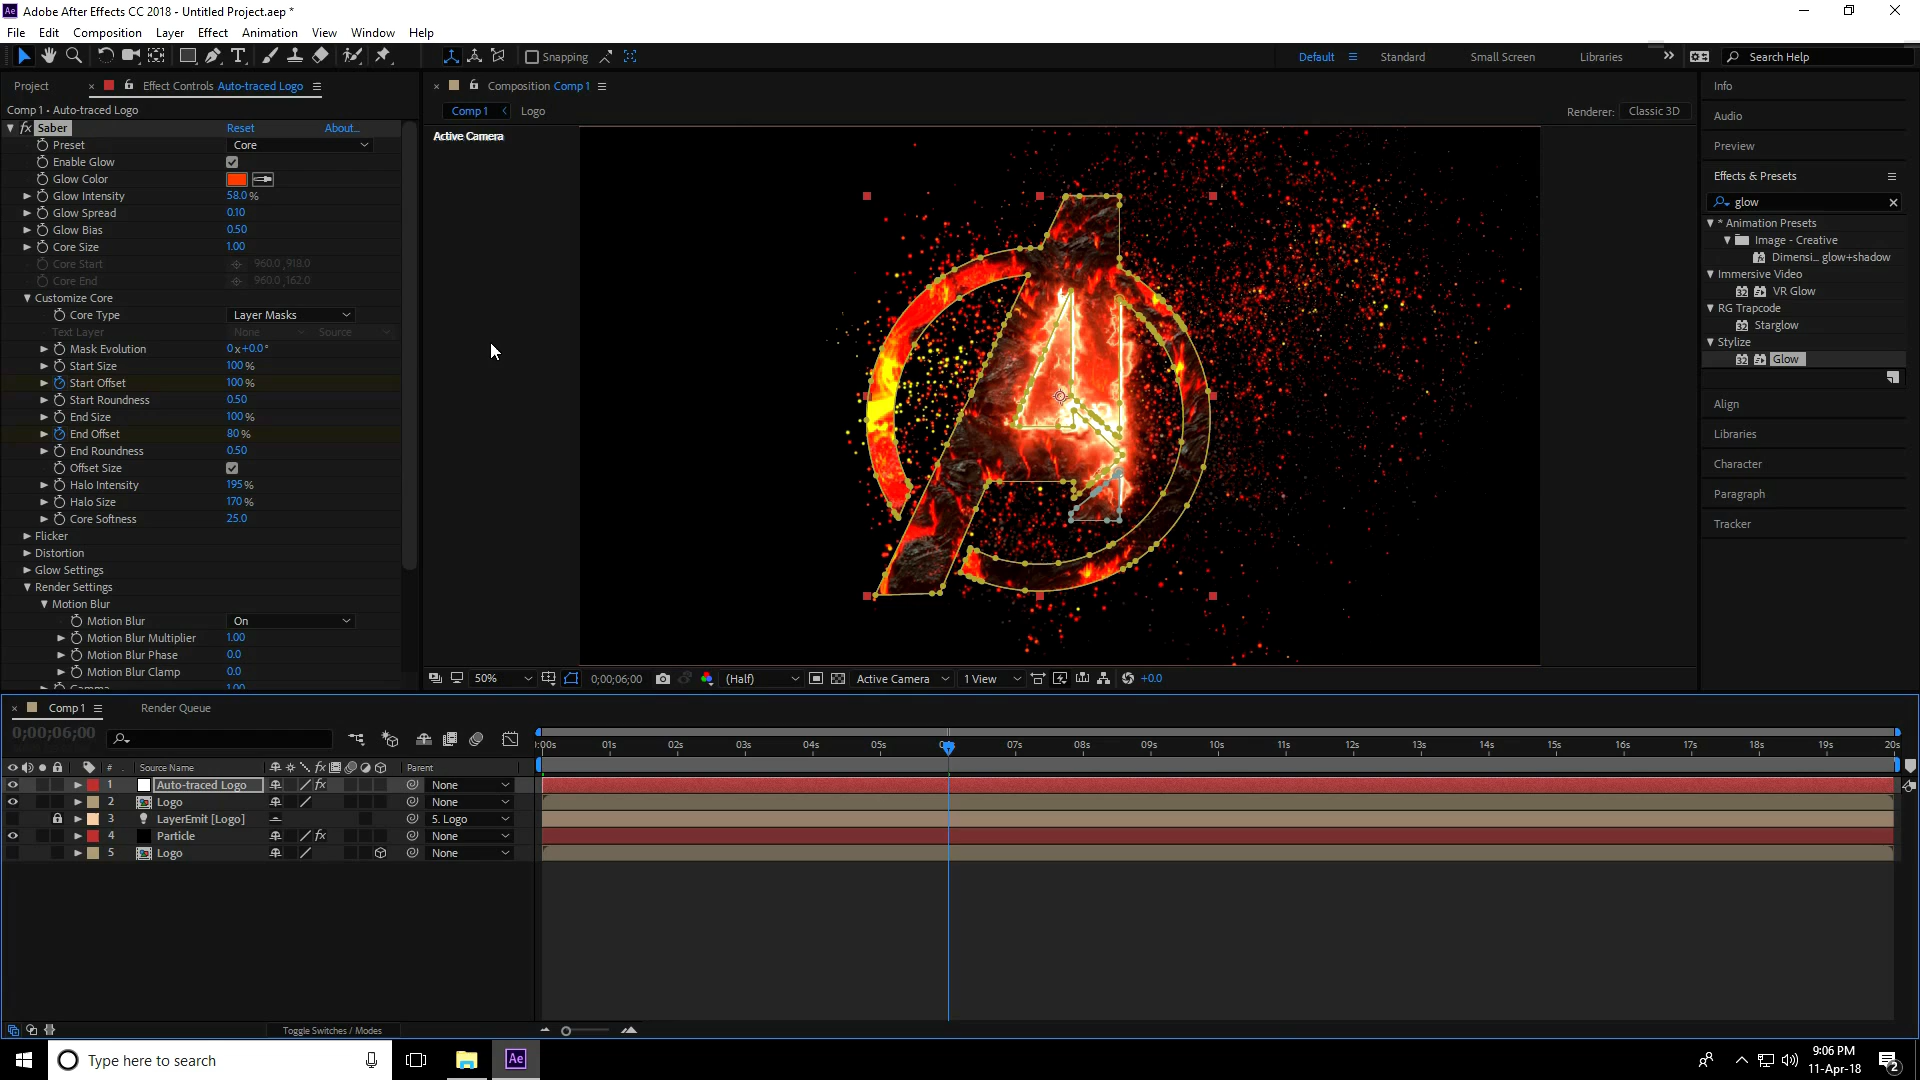 Adobe After Effects CC 2018 - Untitled Project.aep *
File Edit Composition Layer Effect Animation View Window Help
Snapping Default Standard Small Screen Libraries Search Help
Project Effect Controls Auto-traced Logo
Comp 1 • Auto-traced Logo
fx Saber Reset About...
Preset Core
Enable Glow
Glow Color
Glow Intensity 58.0 %
Glow Spread 0.10
Glow Bias 0.50
Core Size 1.00
Core Start 960.0 ,918.0
Core End 960.0 ,162.0
Customize Core
Core Type Layer Masks
Text Layer None Source
Mask Evolution 0 x +0.0 °
Start Size 100 %
Start Offset 100 %
Start Roundness 0.50
End Size 100 %
End Offset 80 %
End Roundness 0.50
Offset Size
Halo Intensity 195 %
Halo Size 170 %
Core Softness 25.0
Flicker
Distortion
Glow Settings
Render Settings
Motion Blur
Motion Blur On
Motion Blur Multiplier 1.00
Motion Blur Phase 0.0
Motion Blur Clamp 0.0
Gamma 1.00
Composition Comp 1
Comp 1 Logo Renderer: Classic 3D
Active Camera
50% 0;00;06;00 (Half) Active Camera 1 View +0.0
Info
Audio
Preview
Effects & Presets
glow
* Animation Presets
Image - Creative
Dimensi... glow+shadow
Immersive Video
32 VR Glow
RG Trapcode
32 Starglow
Stylize
32 Glow
Align
Libraries
Character
Paragraph
Tracker
Comp 1 Render Queue
0;00;06;00
:00s 01s 02s 03s 04s 05s 07s 08s 09s 10s 11s 12s 13s 14s 15s 16s 17s 18s 19s 20s
# Source Name fx Parent
1 Auto-traced Logo fx None
2 Logo None
3 LayerEmit [Logo] 5. Logo
4 Particle fx None
5 Logo None
Toggle Switches / Modes
Type here to search Ae 9:06 PM
11-Apr-18 2